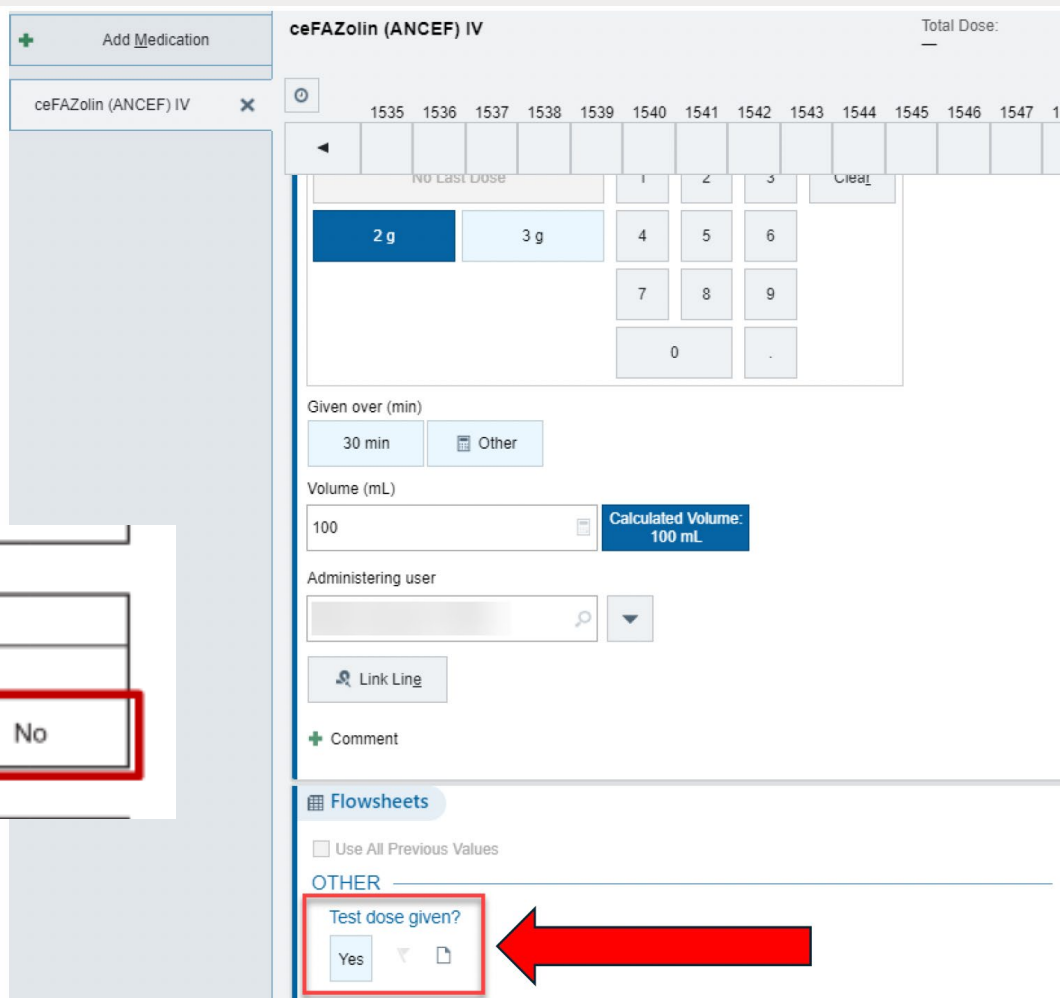 Add Medication
ceFAZolin (ANCEF) IV
ceFAZolin (ANCEF) IV
Total Dose:
—
1535 1536 1537 1538 1539 1540 1541 1542 1543 1544 1545 1546 1547 1
No Last Dose 1 2 3 Clear
2 g 3 g 4 5 6
7 8 9
0 .
Given over (min)
30 min Other
Volume (mL)
100 Calculated Volume:
100 mL
Administering user
Link Line
No
Comment
Flowsheets
Use All Previous Values
OTHER
Test dose given?
Yes